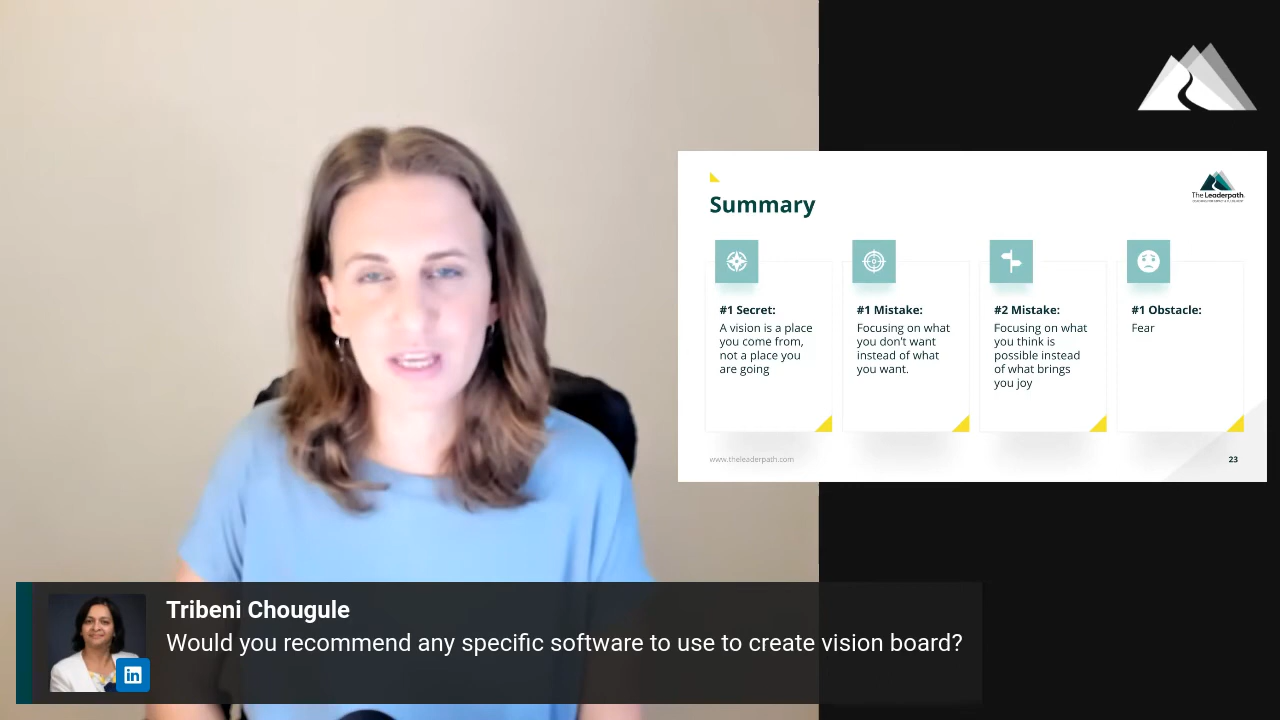 The Leaderpath
Summary
#1 Secret:
A vision is a place
you come from,
not a place you
are going
#1 Mistake:
Focusing on what
you don't want
instead of what
you want.
#2 Mistake:
Focusing on what
you think is
possible instead
of what brings
you joy
#1 Obstacle:
Fear
www.theleaderpath.com
23
Tribeni Chougule
Would you recommend any specific software to use to create vision board?
in